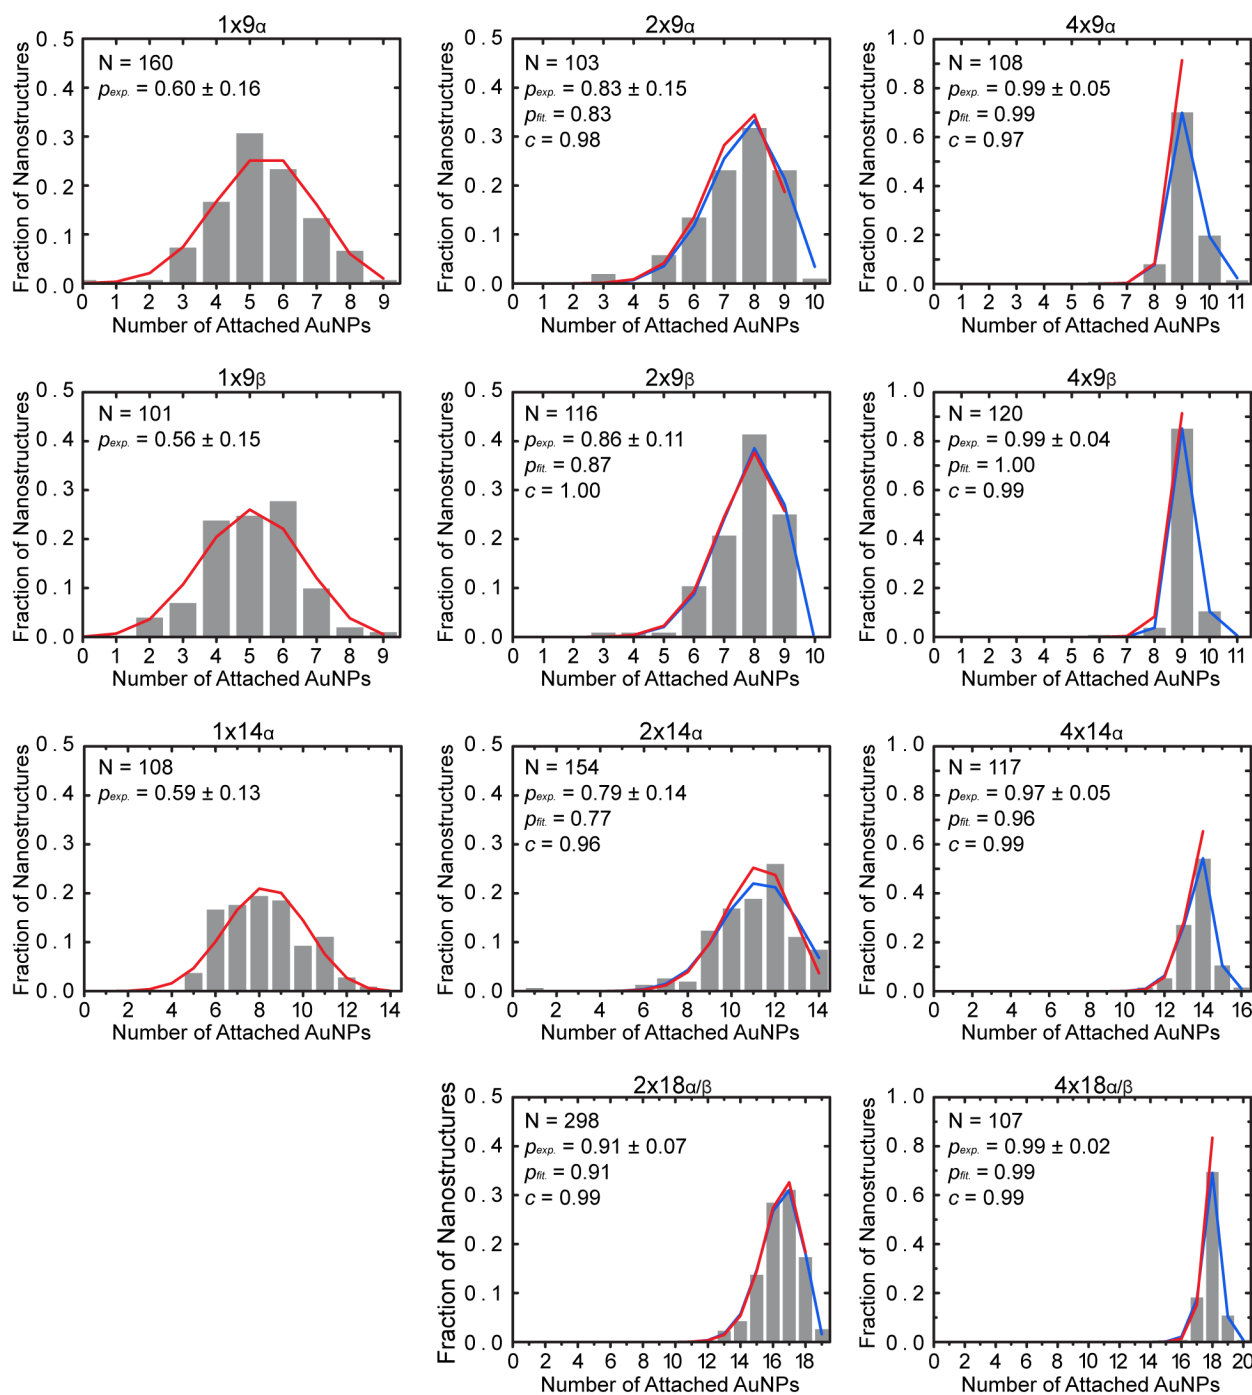 1x9α
0.5
0.4
0.3
0.2
0.1
0.0
Fraction of Nanostructures
N = 160
pexp. = 0.60 ± 0.16
0 1 2 3 4 5 6 7 8 9
Number of Attached AuNPs
2x9α
0.5
0.4
0.3
0.2
0.1
0.0
Fraction of Nanostructures
N = 103
pexp. = 0.83 ± 0.15
pfit. = 0.83
c = 0.98
0 1 2 3 4 5 6 7 8 9 10
Number of Attached AuNPs
4x9α
1.0
0.8
0.6
0.4
0.2
0.0
Fraction of Nanostructures
N = 108
pexp. = 0.99 ± 0.05
pfit. = 0.99
c = 0.97
0 1 2 3 4 5 6 7 8 9 10 11
Number of Attached AuNPs
1x9β
0.5
0.4
0.3
0.2
0.1
0.0
Fraction of Nanostructures
N = 101
pexp. = 0.56 ± 0.15
0 1 2 3 4 5 6 7 8 9
Number of Attached AuNPs
2x9β
0.5
0.4
0.3
0.2
0.1
0.0
Fraction of Nanostructures
N = 116
pexp. = 0.86 ± 0.11
pfit. = 0.87
c = 1.00
0 1 2 3 4 5 6 7 8 9 10
Number of Attached AuNPs
4x9β
1.0
0.8
0.6
0.4
0.2
0.0
Fraction of Nanostructures
N = 120
pexp. = 0.99 ± 0.04
pfit. = 1.00
c = 0.99
0 1 2 3 4 5 6 7 8 9 10 11
Number of Attached AuNPs
1x14α
0.5
0.4
0.3
0.2
0.1
0.0
Fraction of Nanostructures
N = 108
pexp. = 0.59 ± 0.13
0 2 4 6 8 10 12 14
Number of Attached AuNPs
2x14α
0.5
0.4
0.3
0.2
0.1
0.0
Fraction of Nanostructures
N = 154
pexp. = 0.79 ± 0.14
pfit. = 0.77
c = 0.96
0 2 4 6 8 10 12 14
Number of Attached AuNPs
4x14α
1.0
0.8
0.6
0.4
0.2
0.0
Fraction of Nanostructures
N = 117
pexp. = 0.97 ± 0.05
pfit. = 0.96
c = 0.99
0 2 4 6 8 10 12 14 16
Number of Attached AuNPs
2x18α/β
0.5
0.4
0.3
0.2
0.1
0.0
Fraction of Nanostructures
N = 298
pexp. = 0.91 ± 0.07
pfit. = 0.91
c = 0.99
0 2 4 6 8 10 12 14 16 18
Number of Attached AuNPs
4x18α/β
1.0
0.8
0.6
0.4
0.2
0.0
Fraction of Nanostructures
N = 107
pexp. = 0.99 ± 0.02
pfit. = 0.99
c = 0.99
0 2 4 6 8 10 12 14 16 18 20
Number of Attached AuNPs